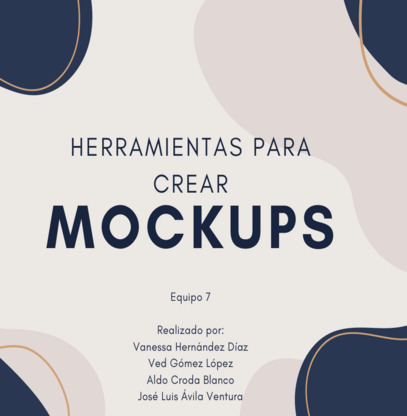 HERRAMIENTAS PARA
CREAR
MOCKUPS
Equipo 7
Realizado por:
Vanessa Hernández Díaz
Ved Gómez López
Aldo Croda Blanco
José Luis Ávila Ventura